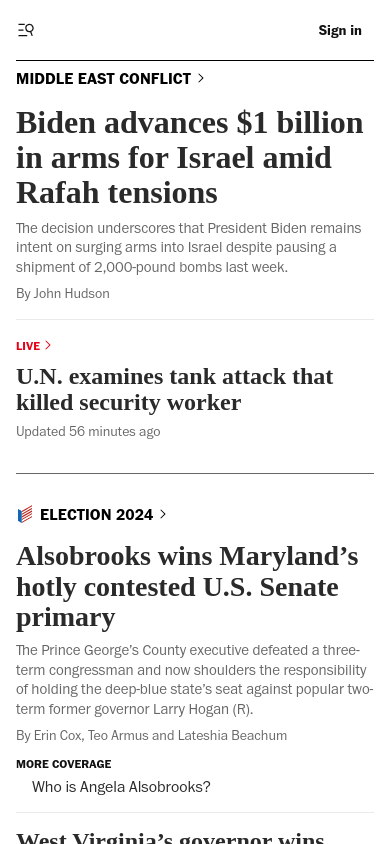 Sign in
MIDDLE EAST CONFLICT
Biden advances $1 billion
in arms for Israel amid
Rafah tensions
The decision underscores that President Biden remains
intent on surging arms into Israel despite pausing a
shipment of 2,000-pound bombs last week.
By John Hudson
LIVE
U.N. examines tank attack that
killed security worker
Updated 56 minutes ago
ELECTION 2024
Alsobrooks wins Maryland’s
hotly contested U.S. Senate
primary
The Prince George’s County executive defeated a three-
term congressman and now shoulders the responsibility
of holding the deep-blue state’s seat against popular two-
term former governor Larry Hogan (R).
By Erin Cox, Teo Armus and Lateshia Beachum
MORE COVERAGE
Who is Angela Alsobrooks?
West Virginia’s governor wins